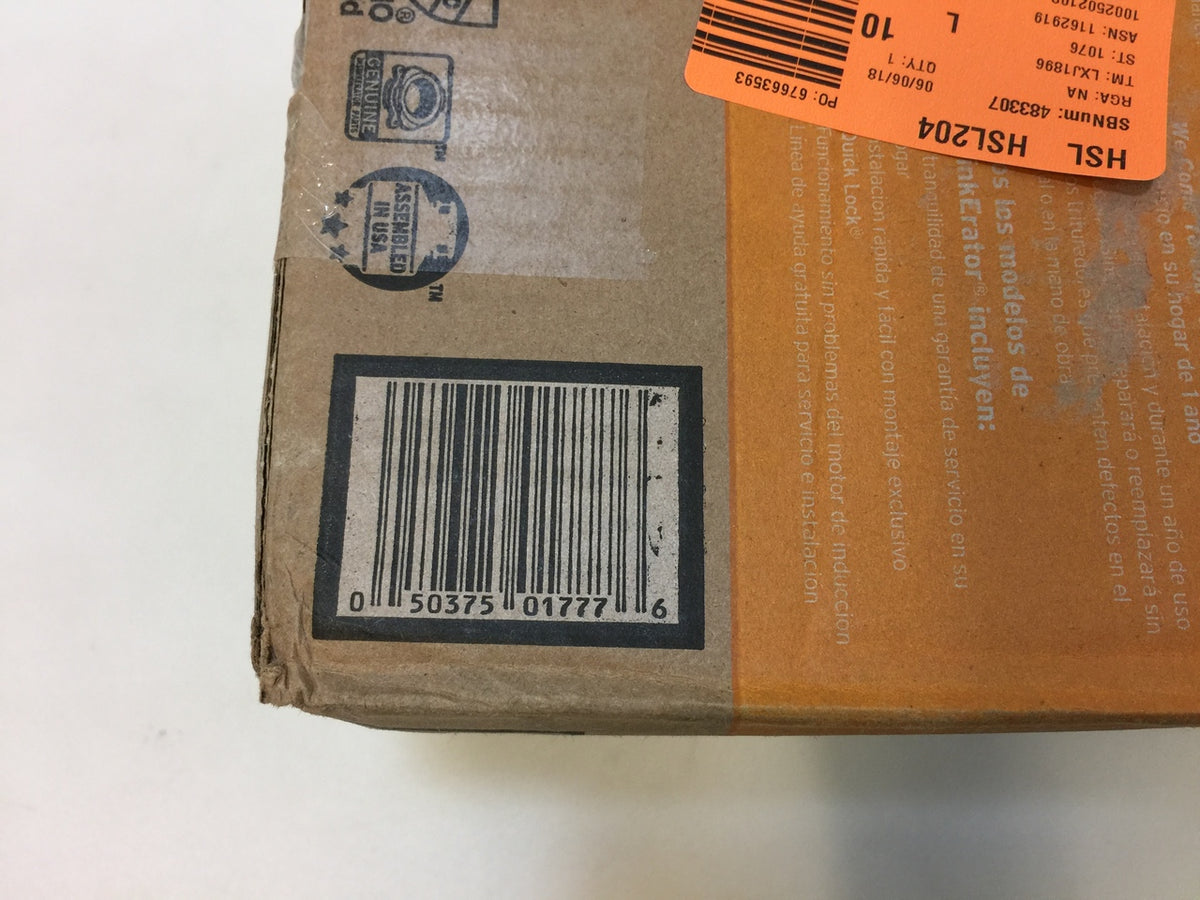 GENUINE
ASSEMBLED
IN USA
TM
TM
0 50375 01777 6
HSL HSL204
SBNum: 483307
RGA: NA
TM: LXJ1896
ST: 1076
ASN: 1162919
06/06/18
QTY: 1
L
10
PO: 67663593
su hogar de 1 año
y durante un año de uso
reparará o reemplazará sin
defectos en el
la mano de obra
los modelos de
incluyen:
tranquilidad de una garantía de servicio en su
rápida y fácil con montaje exclusivo
Quick Lock®
Funcionamiento sin problemas del motor de inducción
Línea de ayuda gratuita para servicio e instalación